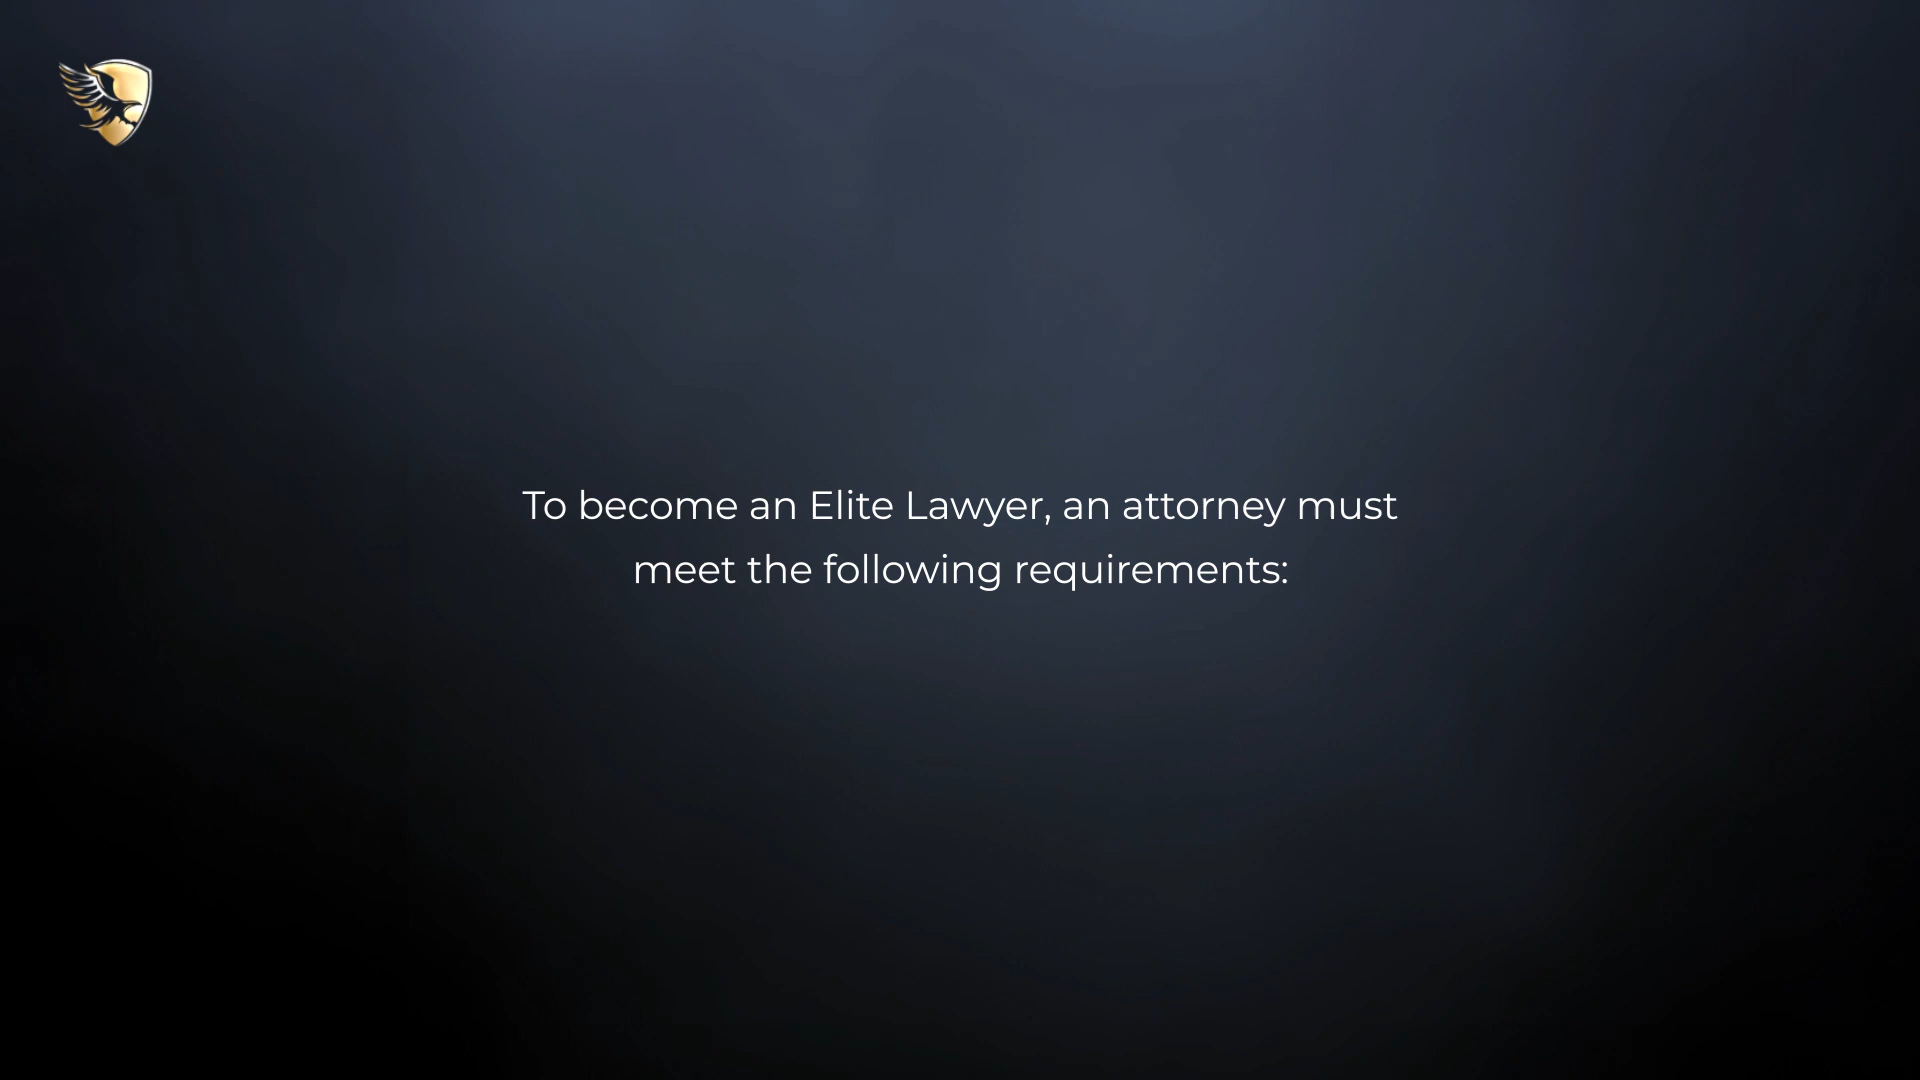 To become an Elite Lawyer, an attorney must
meet the following requirements: